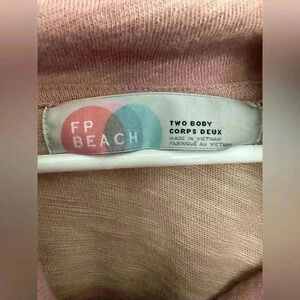 FP
BEACH
TWO BODY
CORPS DEUX
MADE IN VIETNAM
FABRIQUÉ AU VIETNAM